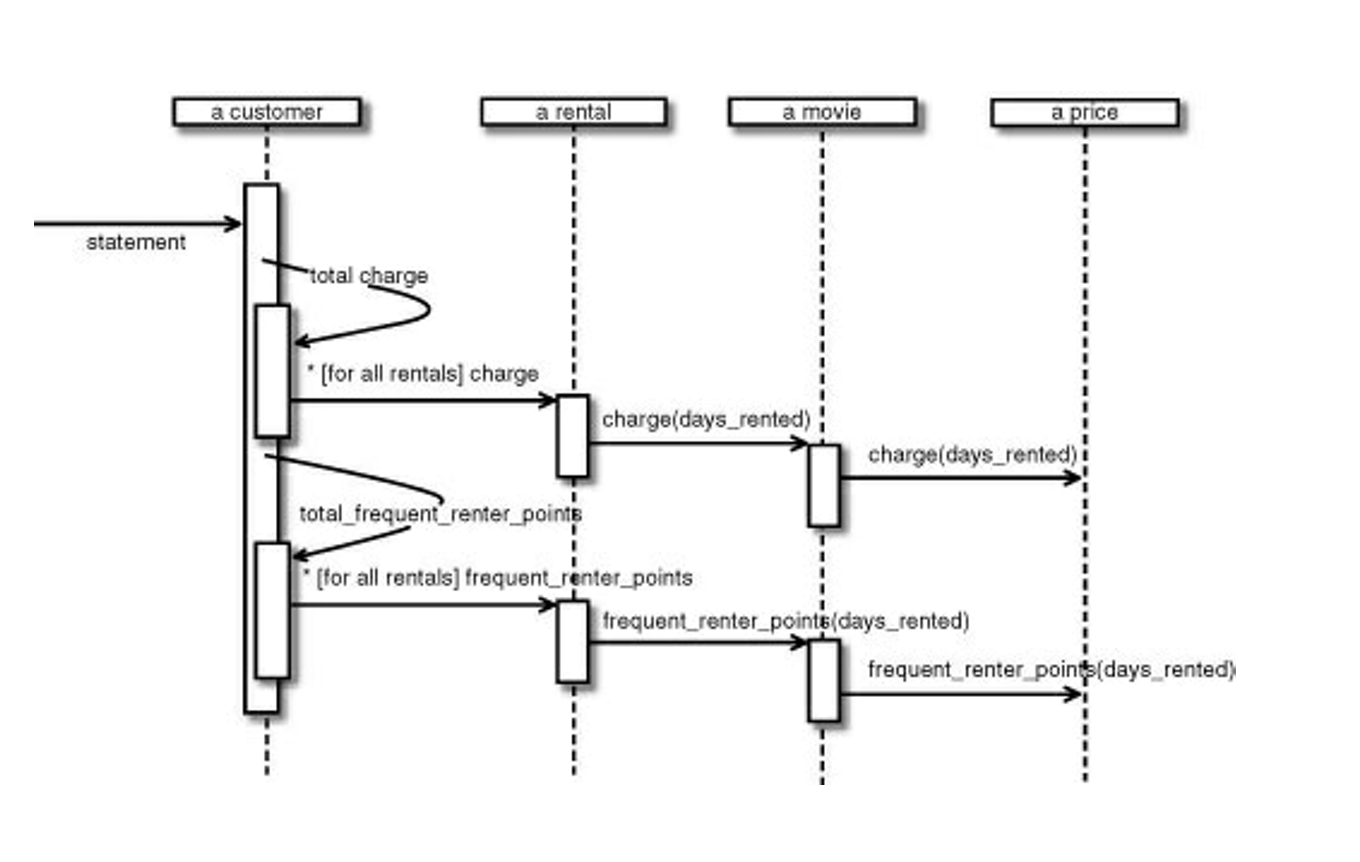 a customer
a rental
a movie
a price
statement
total charge
* [for all rentals] charge
charge(days_rented)
charge(days_rented)
total_frequent_renter_points
* [for all rentals] frequent_renter_points
frequent_renter_points(days_rented)
frequent_renter_points(days_rented)